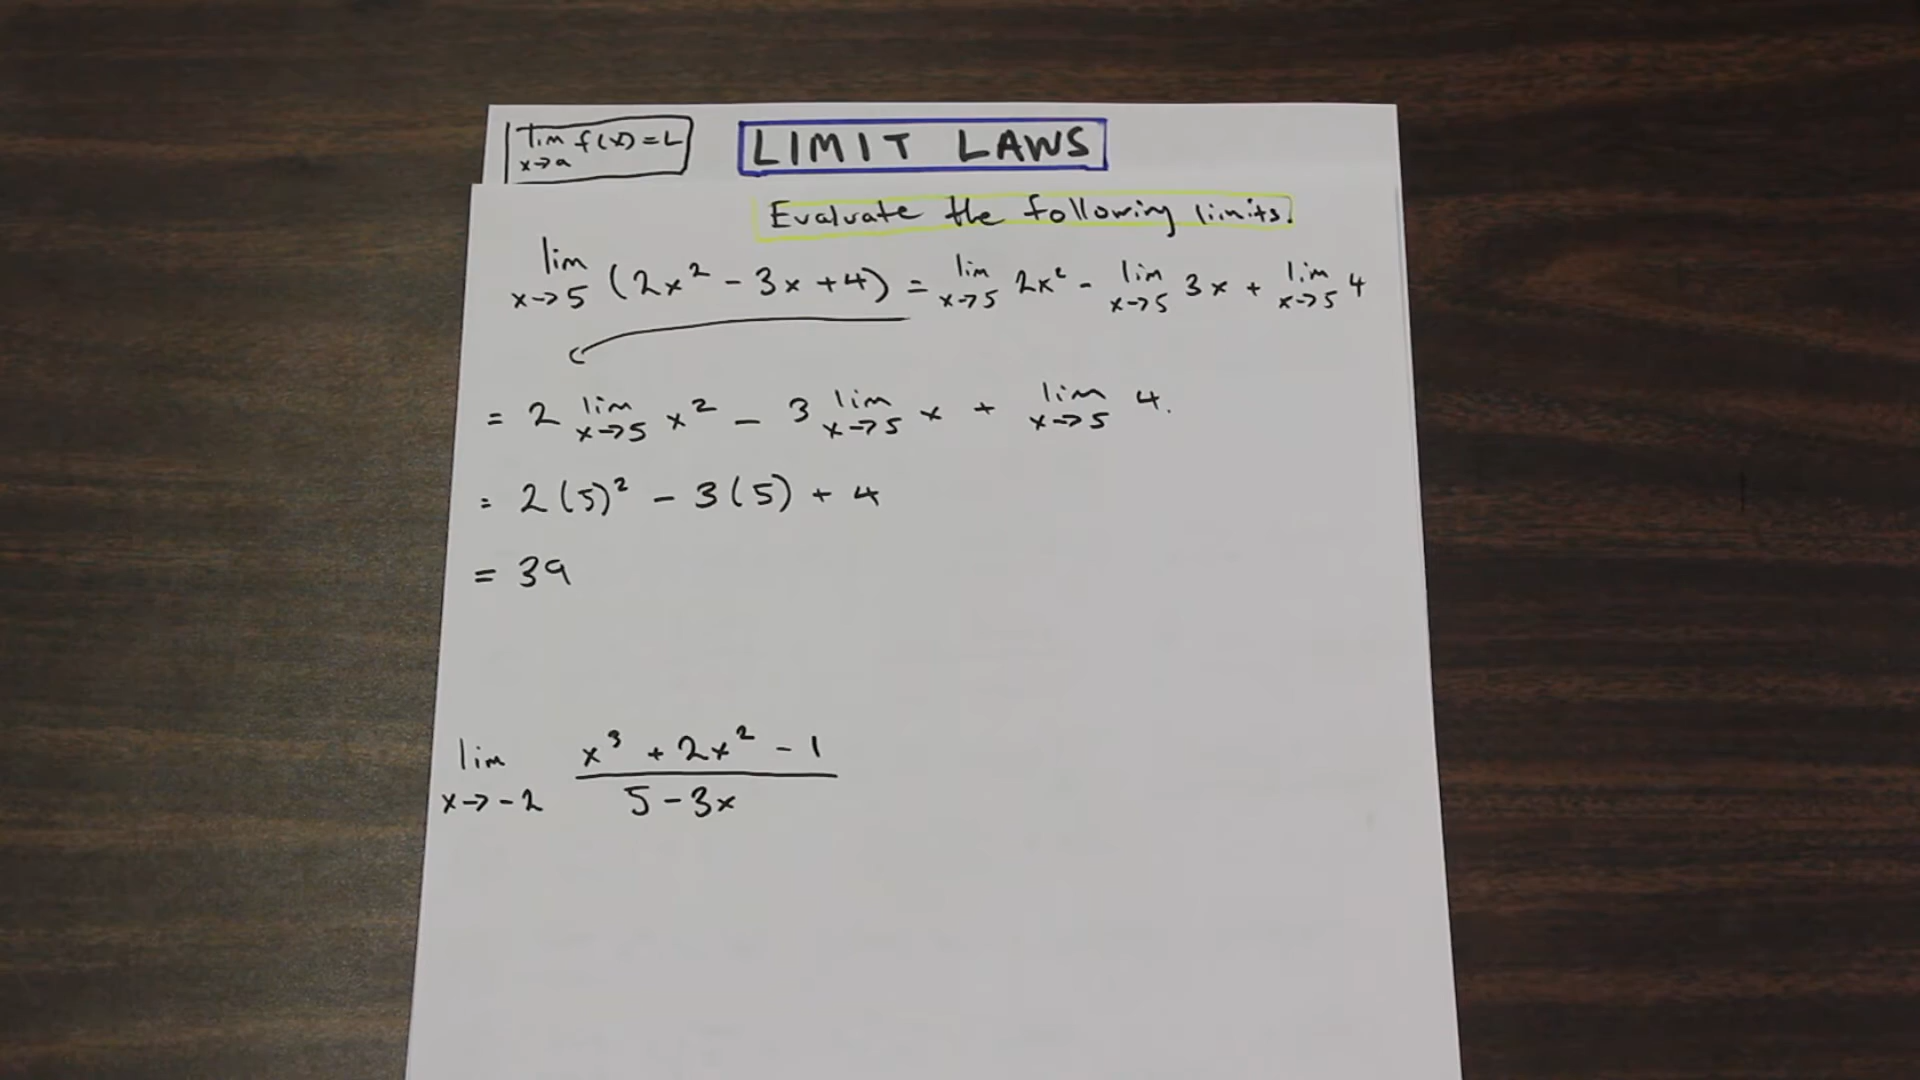 lim f(x) = L
x→a
LIMIT LAWS
Evaluate the following limits.
lim (2x² - 3x + 4) = lim 2x² - lim 3x + lim 4
x→5 x→5 x→5 x→5
= 2 lim x² - 3 lim x + lim 4.
x→5 x→5 x→5
= 2(5)² - 3(5) + 4
= 39
lim x³ + 2x² - 1
x→-2 5 - 3x